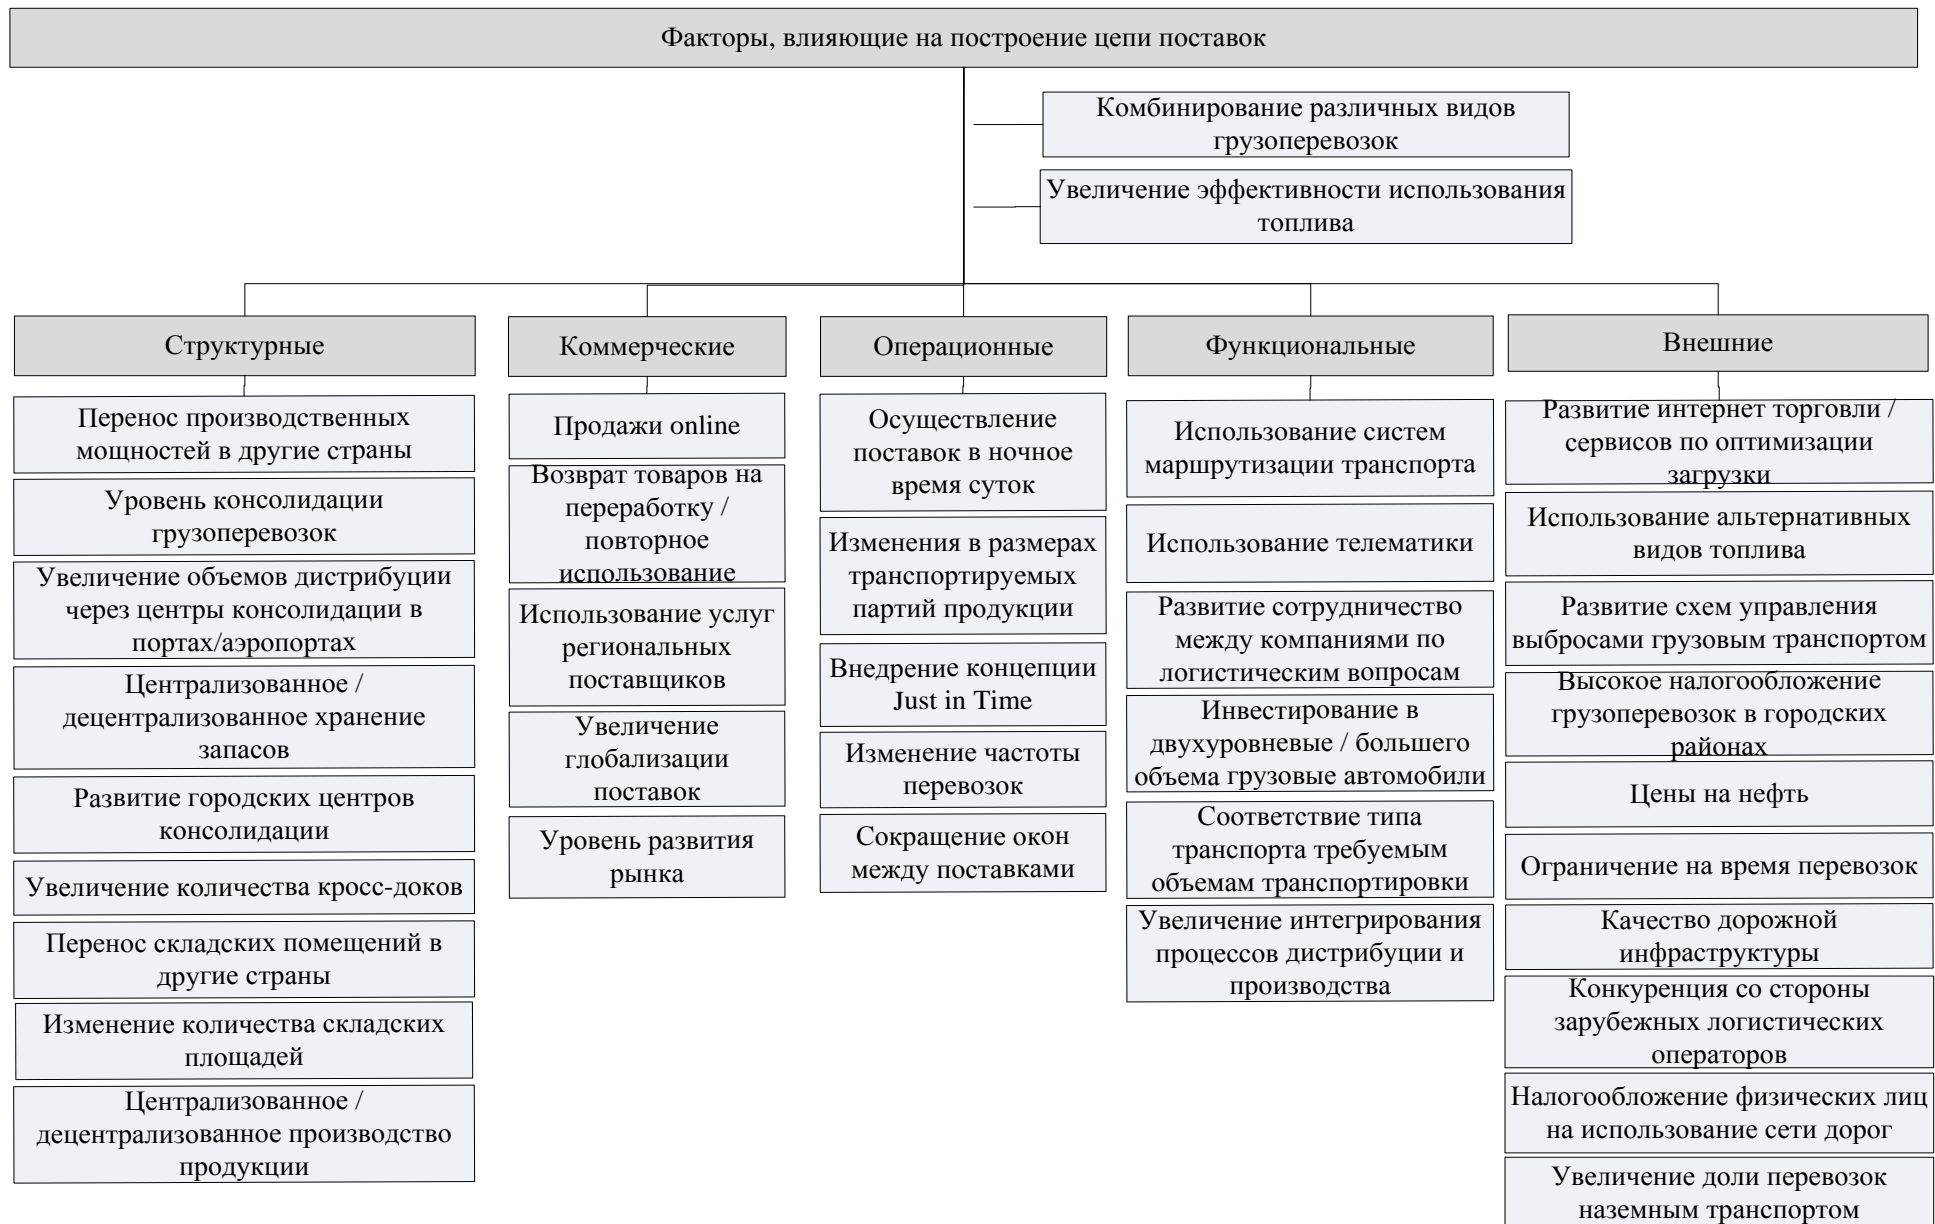 Факторы, влияющие на построение цепи поставок
Комбинирование различных видов
грузоперевозок
Увеличение эффективности использования
топлива
Структурные
Перенос производственных
мощностей в другие страны
Уровень консолидации
грузоперевозок
Увеличение объемов дистрибуции
через центры консолидации в
портах/аэропортах
Централизованное /
децентрализованное хранение
запасов
Развитие городских центров
консолидации
Увеличение количества кросс-доков
Перенос складских помещений в
другие страны
Изменение количества складских
площадей
Централизованное /
децентрализованное производство
продукции
Коммерческие
Продажи online
Возврат товаров на
переработку /
повторное
использование
Использование услуг
региональных
поставщиков
Увеличение
глобализации
поставок
Уровень развития
рынка
Операционные
Осуществление
поставок в ночное
время суток
Изменения в размерах
транспортируемых
партий продукции
Внедрение концепции
Just in Time
Изменение частоты
перевозок
Сокращение окон
между поставками
Функциональные
Использование систем
маршрутизации транспорта
Использование телематики
Развитие сотрудничество
между компаниями по
логистическим вопросам
Инвестирование в
двухуровневые / большего
объема грузовые автомобили
Соответствие типа
транспорта требуемым
объемам транспортировки
Увеличение интегрирования
процессов дистрибуции и
производства
Внешние
Развитие интернет торговли /
сервисов по оптимизации
загрузки
Использование альтернативных
видов топлива
Развитие схем управления
выбросами грузовым транспортом
Высокое налогообложение
грузоперевозок в городских
районах
Цены на нефть
Ограничение на время перевозок
Качество дорожной
инфраструктуры
Конкуренция со стороны
зарубежных логистических
операторов
Налогообложение физических лиц
на использование сети дорог
Увеличение доли перевозок
наземным транспортом